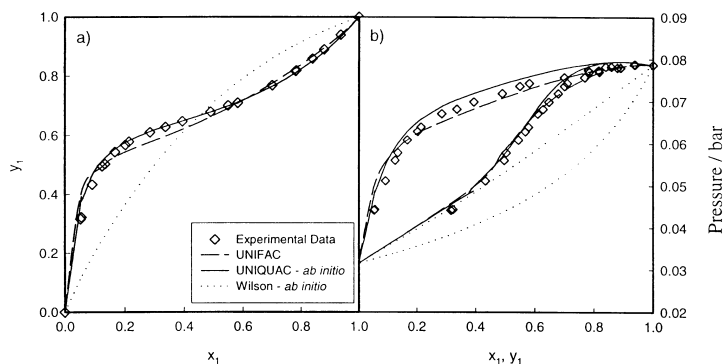 a)
b)
1.0
0.8
0.6
0.4
0.2
0.0
y1
0.0
0.2
0.4
0.6
0.8
1.0
x1
Experimental Data
UNIFAC
UNIQUAC - ab initio
Wilson - ab initio
0.2
0.4
0.6
0.8
1.0
x1, y1
0.09
0.08
0.07
0.06
0.05
0.04
0.03
0.02
Pressure / bar